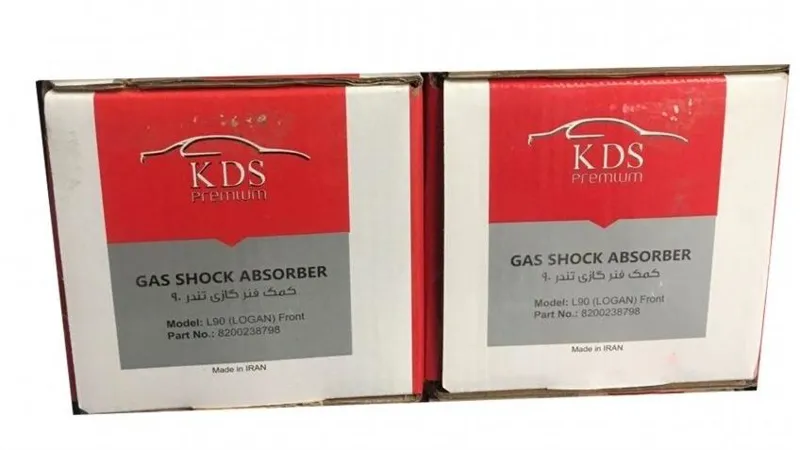 KDS
Premium
GAS SHOCK ABSORBER
کمک فنر گازی تندر ۹۰
Model: L90 (LOGAN) Front
Part No.: 8200238798
Made in IRAN
KDS
Premium
GAS SHOCK ABSORBER
کمک فنر گازی تندر ۹۰
Model: L90 (LOGAN) Front
Part No.: 8200238798
Made in IRAN